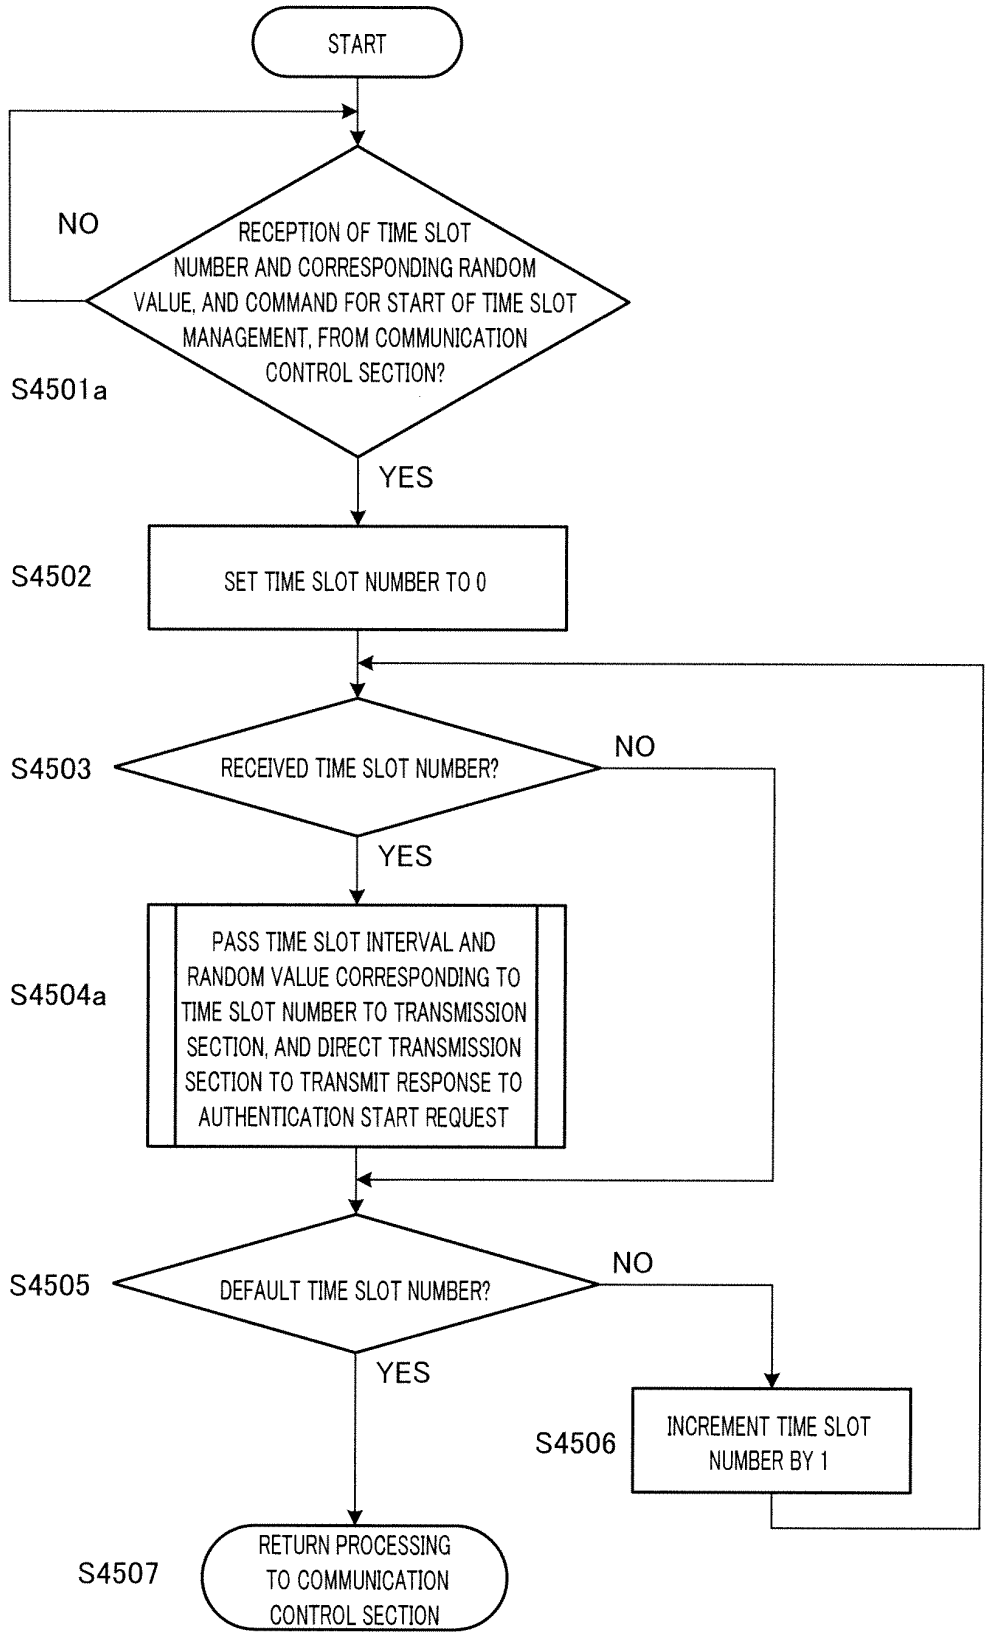 START
NO
RECEPTION OF TIME SLOT
NUMBER AND CORRESPONDING RANDOM
VALUE, AND COMMAND FOR START OF TIME SLOT
MANAGEMENT, FROM COMMUNICATION
CONTROL SECTION?
S4501a
YES
S4502
SET TIME SLOT NUMBER TO 0
S4503
RECEIVED TIME SLOT NUMBER?
NO
YES
S4504a
PASS TIME SLOT INTERVAL AND
RANDOM VALUE CORRESPONDING TO
TIME SLOT NUMBER TO TRANSMISSION
SECTION, AND DIRECT TRANSMISSION
SECTION TO TRANSMIT RESPONSE TO
AUTHENTICATION START REQUEST
S4505
DEFAULT TIME SLOT NUMBER?
NO
YES
S4506
INCREMENT TIME SLOT
NUMBER BY 1
S4507
RETURN PROCESSING
TO COMMUNICATION
CONTROL SECTION